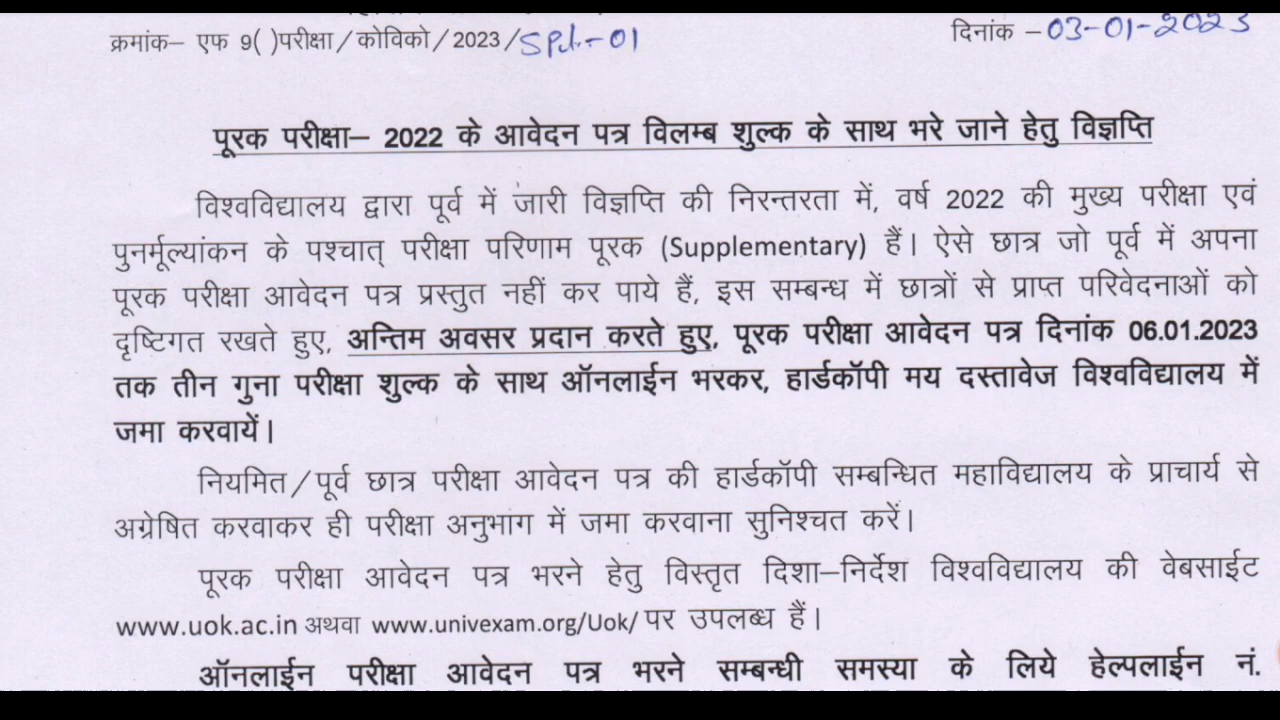 क्रमांक– एफ 9( )परीक्षा/कोविको/2023/Spl.-01
दिनांक –03-01-2023
पूरक परीक्षा– 2022 के आवेदन पत्र विलम्ब शुल्क के साथ भरे जाने हेतु विज्ञप्ति
विश्वविद्यालय द्वारा पूर्व में जारी विज्ञप्ति की निरन्तरता में, वर्ष 2022 की मुख्य परीक्षा एवं
पुनर्मूल्यांकन के पश्चात् परीक्षा परिणाम पूरक (Supplementary) हैं। ऐसे छात्र जो पूर्व में अपना
पूरक परीक्षा आवेदन पत्र प्रस्तुत नहीं कर पाये हैं, इस सम्बन्ध में छात्रों से प्राप्त परिवेदनाओं को
दृष्टिगत रखते हुए, अन्तिम अवसर प्रदान करते हुए, पूरक परीक्षा आवेदन पत्र दिनांक 06.01.2023
तक तीन गुना परीक्षा शुल्क के साथ ऑनलाईन भरकर, हार्डकॉपी मय दस्तावेज विश्वविद्यालय में
जमा करवायें।
नियमित/पूर्व छात्र परीक्षा आवेदन पत्र की हार्डकॉपी सम्बन्धित महाविद्यालय के प्राचार्य से
अग्रेषित करवाकर ही परीक्षा अनुभाग में जमा करवाना सुनिश्चत करें।
पूरक परीक्षा आवेदन पत्र भरने हेतु विस्तृत दिशा–निर्देश विश्वविद्यालय की वेबसाईट
www.uok.ac.in अथवा www.univexam.org/Uok/ पर उपलब्ध हैं।
ऑनलाईन परीक्षा आवेदन पत्र भरने सम्बन्धी समस्या के लिये हेल्पलाईन नं.